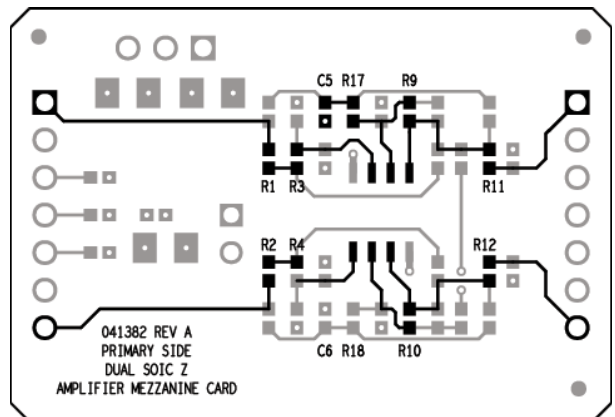 C5 R17 R9
R1 R3 R11
R2 R4 R12
C6 R18 R10
041382 REV A
PRIMARY SIDE
DUAL SOIC Z
AMPLIFIER MEZZANINE CARD